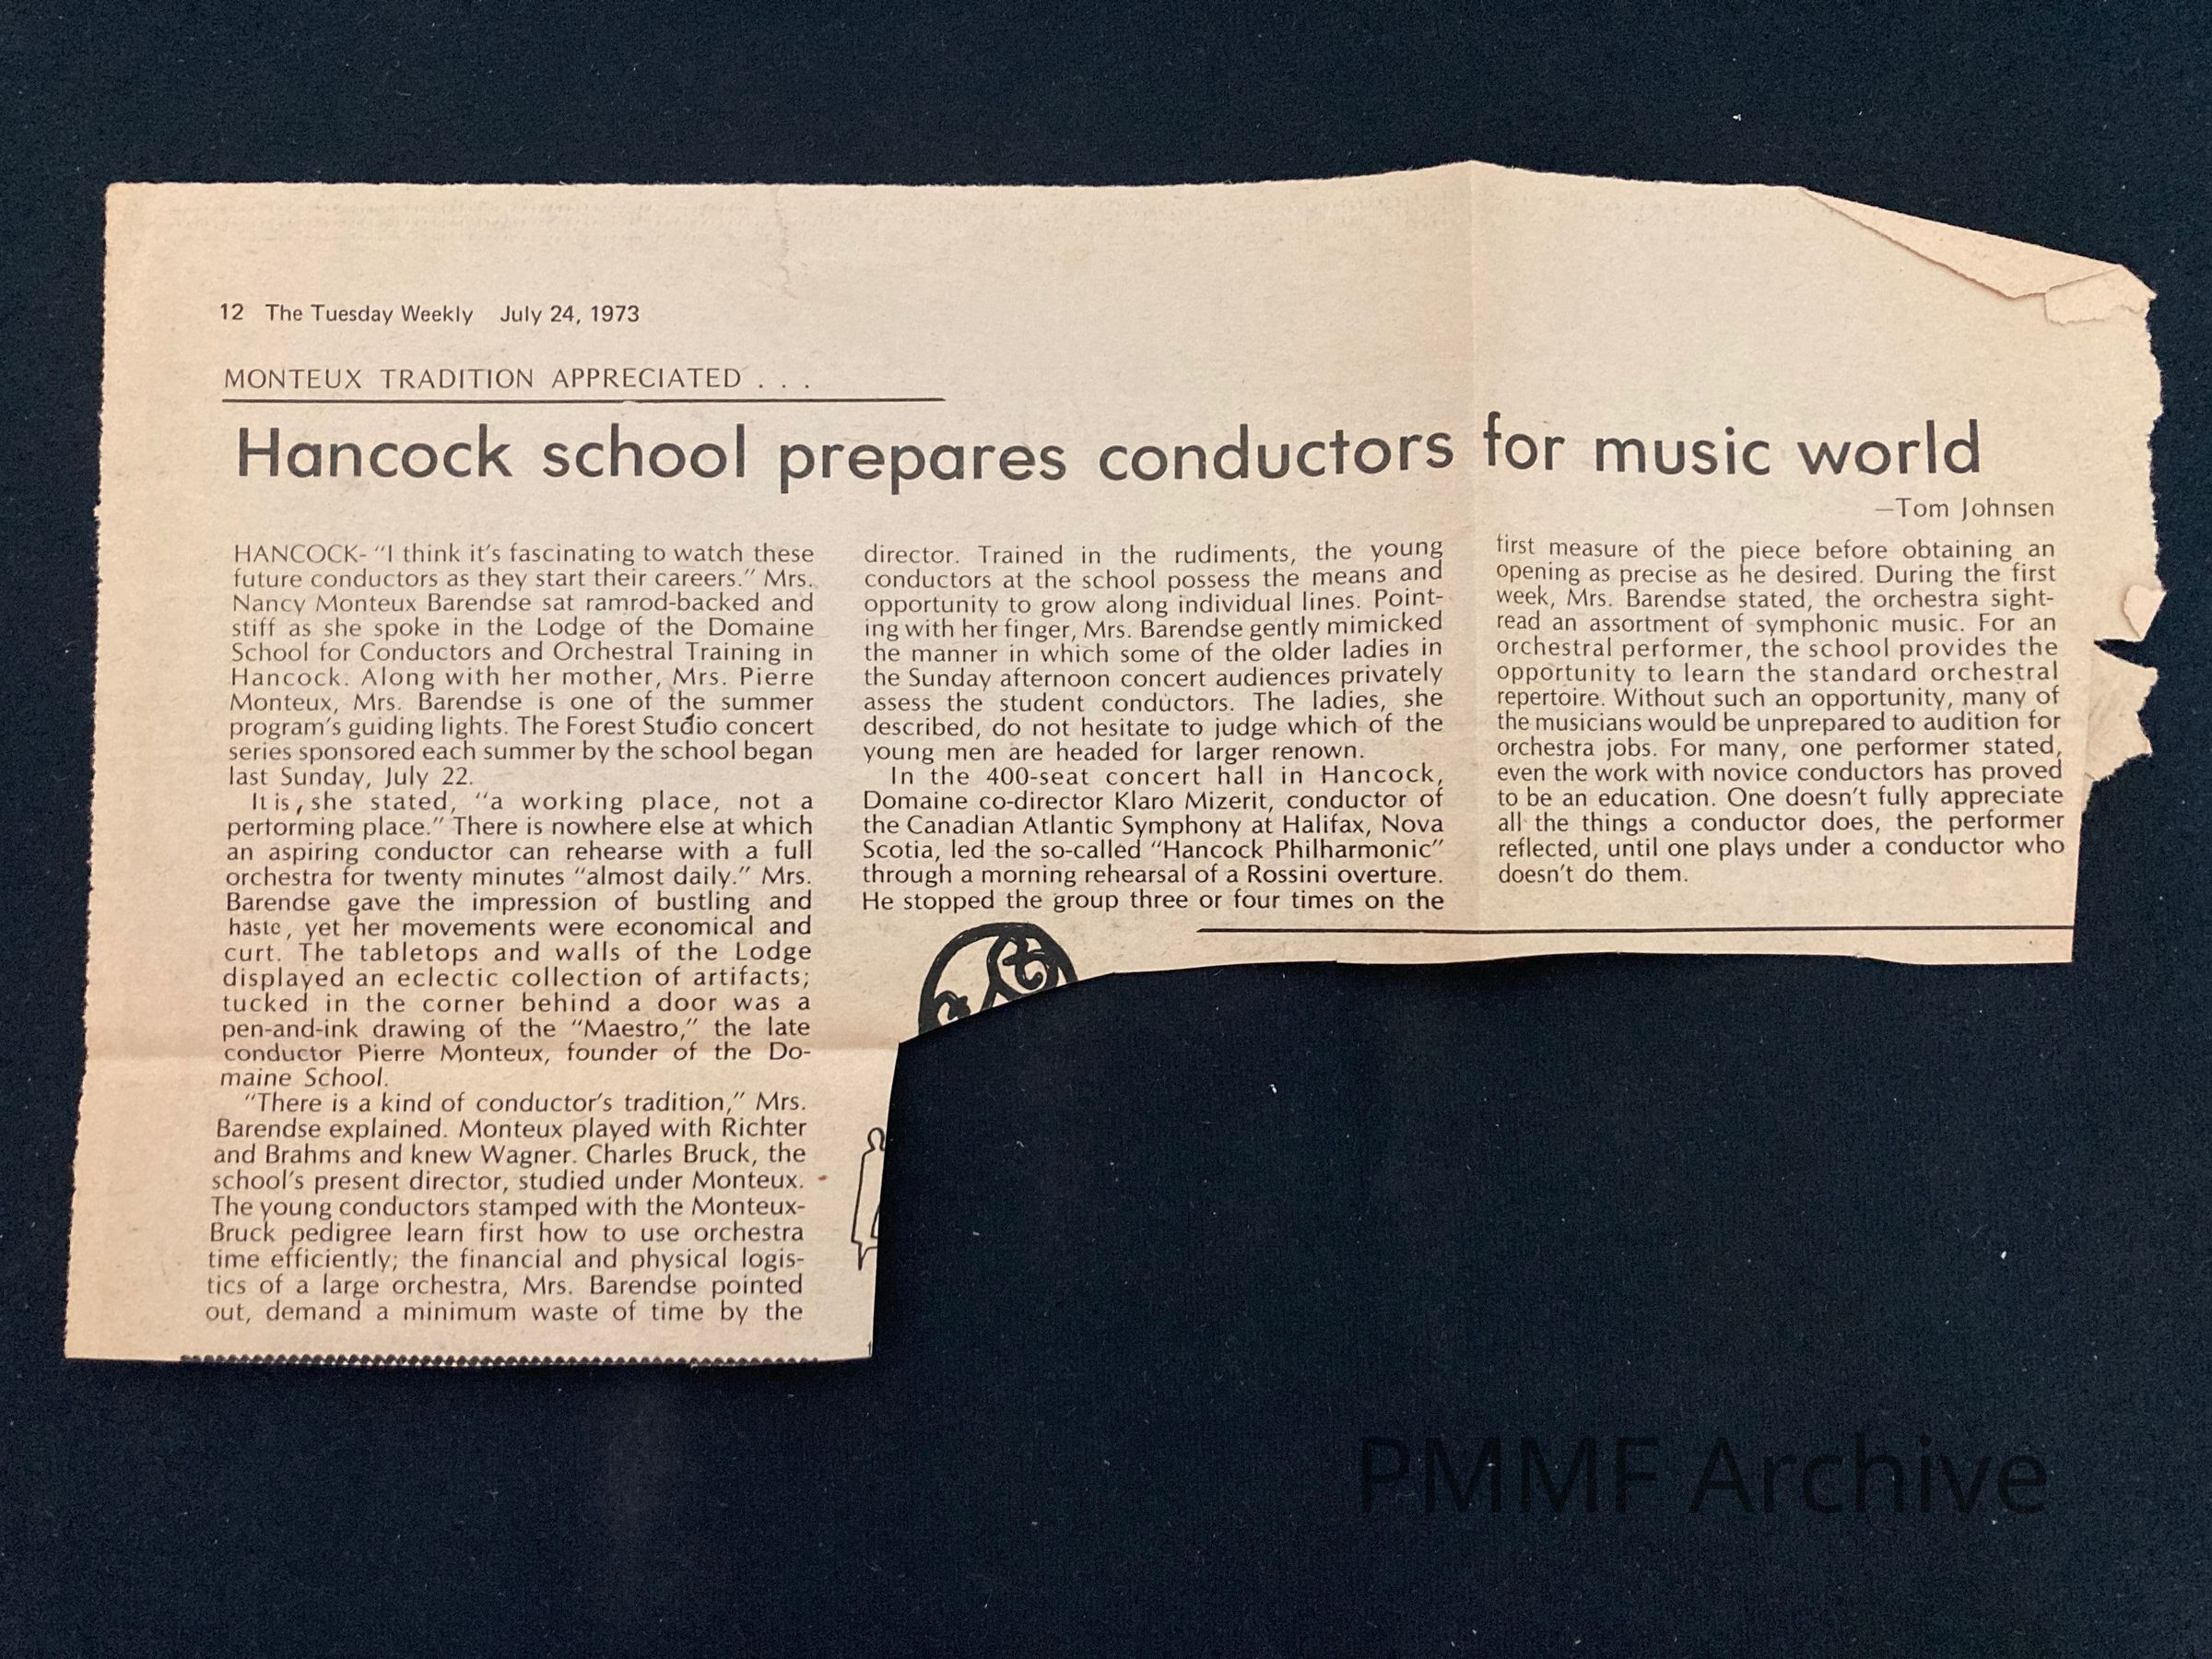 12 The Tuesday Weekly July 24, 1973
MONTEUX TRADITION APPRECIATED . . .
Hancock school prepares conductors for music world
—Tom Johnsen
HANCOCK- “I think it’s fascinating to watch these
future conductors as they start their careers.” Mrs.
Nancy Monteux Barendse sat ramrod-backed and
stiff as she spoke in the Lodge of the Domaine
School for Conductors and Orchestral Training in
Hancock. Along with her mother, Mrs. Pierre
Monteux, Mrs. Barendse is one of the summer
program’s guiding lights. The Forest Studio concert
series sponsored each summer by the school began
last Sunday, July 22.
It is, she stated, “a working place, not a
performing place.” There is nowhere else at which
an aspiring conductor can rehearse with a full
orchestra for twenty minutes “almost daily.” Mrs.
Barendse gave the impression of bustling and
haste, yet her movements were economical and
curt. The tabletops and walls of the Lodge
displayed an eclectic collection of artifacts;
tucked in the corner behind a door was a
pen-and-ink drawing of the “Maestro,” the late
conductor Pierre Monteux, founder of the Do-
maine School.
“There is a kind of conductor’s tradition,” Mrs.
Barendse explained. Monteux played with Richter
and Brahms and knew Wagner. Charles Bruck, the
school’s present director, studied under Monteux.
The young conductors stamped with the Monteux-
Bruck pedigree learn first how to use orchestra
time efficiently; the financial and physical logis-
tics of a large orchestra, Mrs. Barendse pointed
out, demand a minimum waste of time by the
director. Trained in the rudiments, the young
conductors at the school possess the means and
opportunity to grow along individual lines. Point-
ing with her finger, Mrs. Barendse gently mimicked
the manner in which some of the older ladies in
the Sunday afternoon concert audiences privately
assess the student conductors. The ladies, she
described, do not hesitate to judge which of the
young men are headed for larger renown.
In the 400-seat concert hall in Hancock,
Domaine co-director Klaro Mizerit, conductor of
the Canadian Atlantic Symphony at Halifax, Nova
Scotia, led the so-called “Hancock Philharmonic”
through a morning rehearsal of a Rossini overture.
He stopped the group three or four times on the
first measure of the piece before obtaining an
opening as precise as he desired. During the first
week, Mrs. Barendse stated, the orchestra sight-
read an assortment of symphonic music. For an
orchestral performer, the school provides the
opportunity to learn the standard orchestral
repertoire. Without such an opportunity, many of
the musicians would be unprepared to audition for
orchestra jobs. For many, one performer stated,
even the work with novice conductors has proved
to be an education. One doesn’t fully appreciate
all the things a conductor does, the performer
reflected, until one plays under a conductor who
doesn’t do them.
PMMF Archive